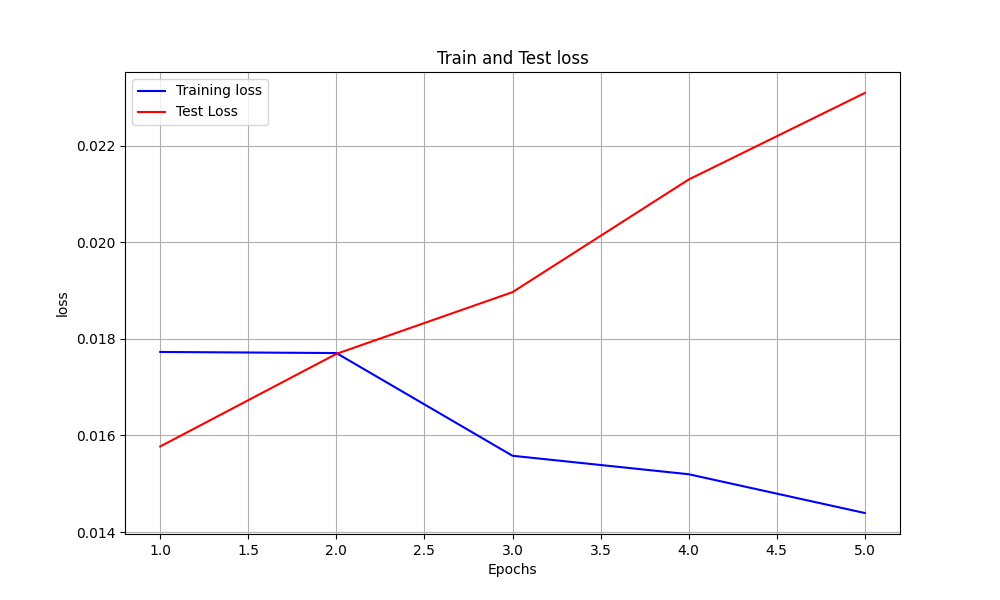 Train and Test loss
Training loss
Test Loss
0.022
0.020
0.018
0.016
0.014
loss
1.0 1.5 2.0 2.5 3.0 3.5 4.0 4.5 5.0
Epochs